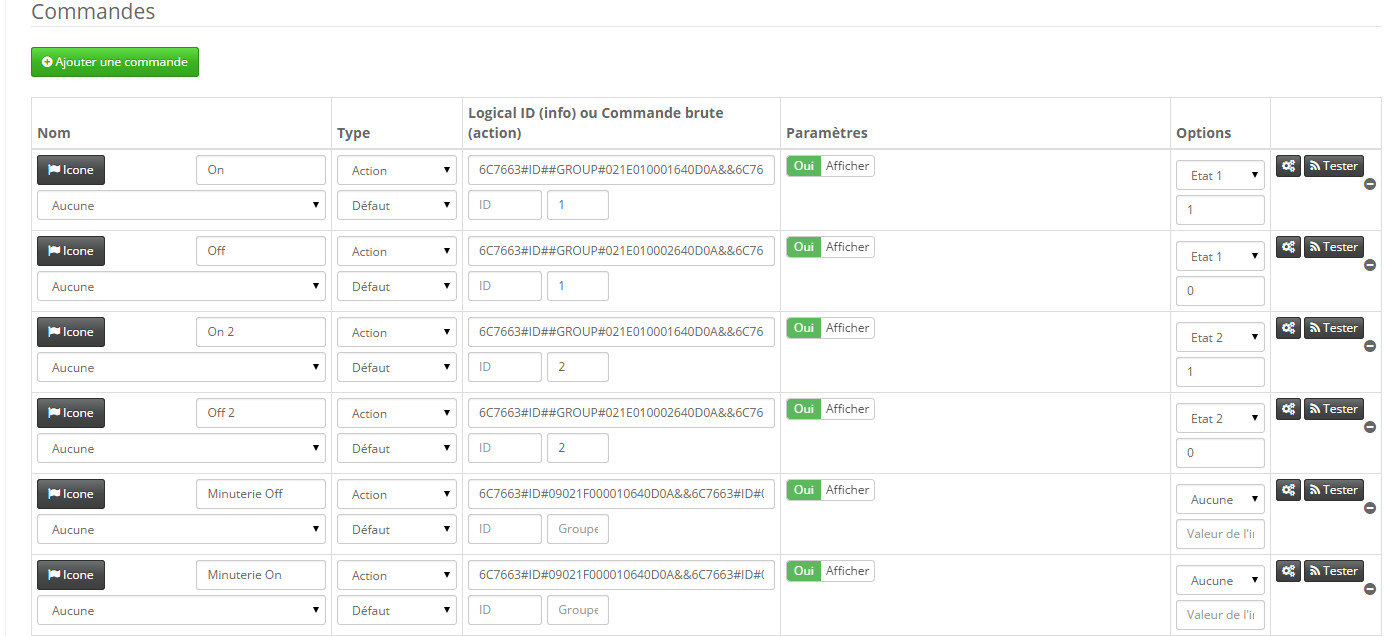 Commandes
Ajouter une commande
Nom Type Logical ID (info) ou Commande brute (action) Paramètres Options
Icone On Action 6C7663#ID##GROUP#021E010001640D0A&&6C76 Oui Afficher Etat 1 Tester
Aucune Défaut ID 1 1
Icone Off Action 6C7663#ID##GROUP#021E010002640D0A&&6C76 Oui Afficher Etat 1 Tester
Aucune Défaut ID 1 0
Icone On 2 Action 6C7663#ID##GROUP#021E010001640D0A&&6C76 Oui Afficher Etat 2 Tester
Aucune Défaut ID 2 1
Icone Off 2 Action 6C7663#ID##GROUP#021E010002640D0A&&6C76 Oui Afficher Etat 2 Tester
Aucune Défaut ID 2 0
Icone Minuterie Off Action 6C7663#ID#09021F000010640D0A&&6C7663#ID#0 Oui Afficher Aucune Tester
Aucune Défaut ID Groupe Valeur de l'i
Icone Minuterie On Action 6C7663#ID#09021F000010640D0A&&6C7663#ID#0 Oui Afficher Aucune Tester
Aucune Défaut ID Groupe Valeur de l'i